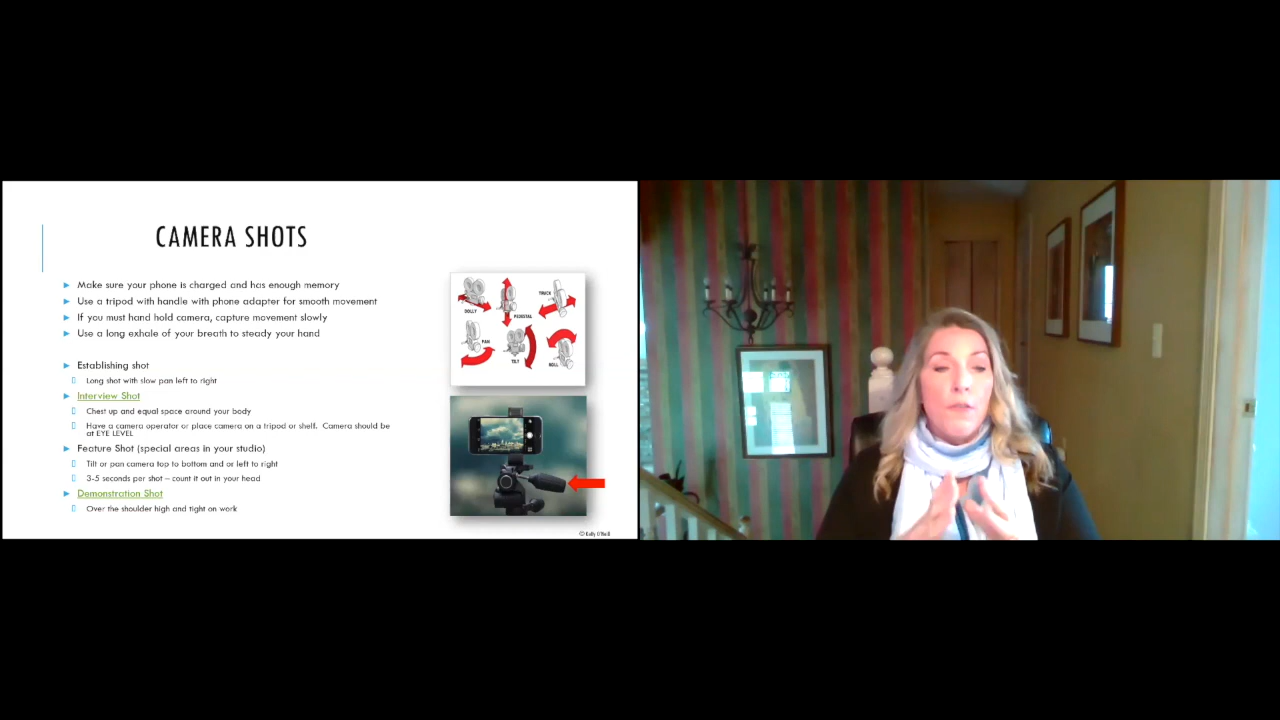 CAMERA SHOTS
Make sure your phone is charged and has enough memory
Use a tripod with handle with phone adapter for smooth movement
If you must hand hold camera, capture movement slowly
Use a long exhale of your breath to steady your hand
Establishing shot
Long shot with slow pan left to right
Interview Shot
Chest up and equal space around your body
Have a camera operator or place camera on a tripod or shelf. Camera should be
at EYE LEVEL
Feature Shot (special areas in your studio)
Tilt or pan camera top to bottom and or left to right
3-5 seconds per shot – count it out in your head
Demonstration Shot
Over the shoulder high and tight on work
DOLLY
PEDESTAL
TRUCK
PAN
TILT
ROLL
© Kelly O'Neill